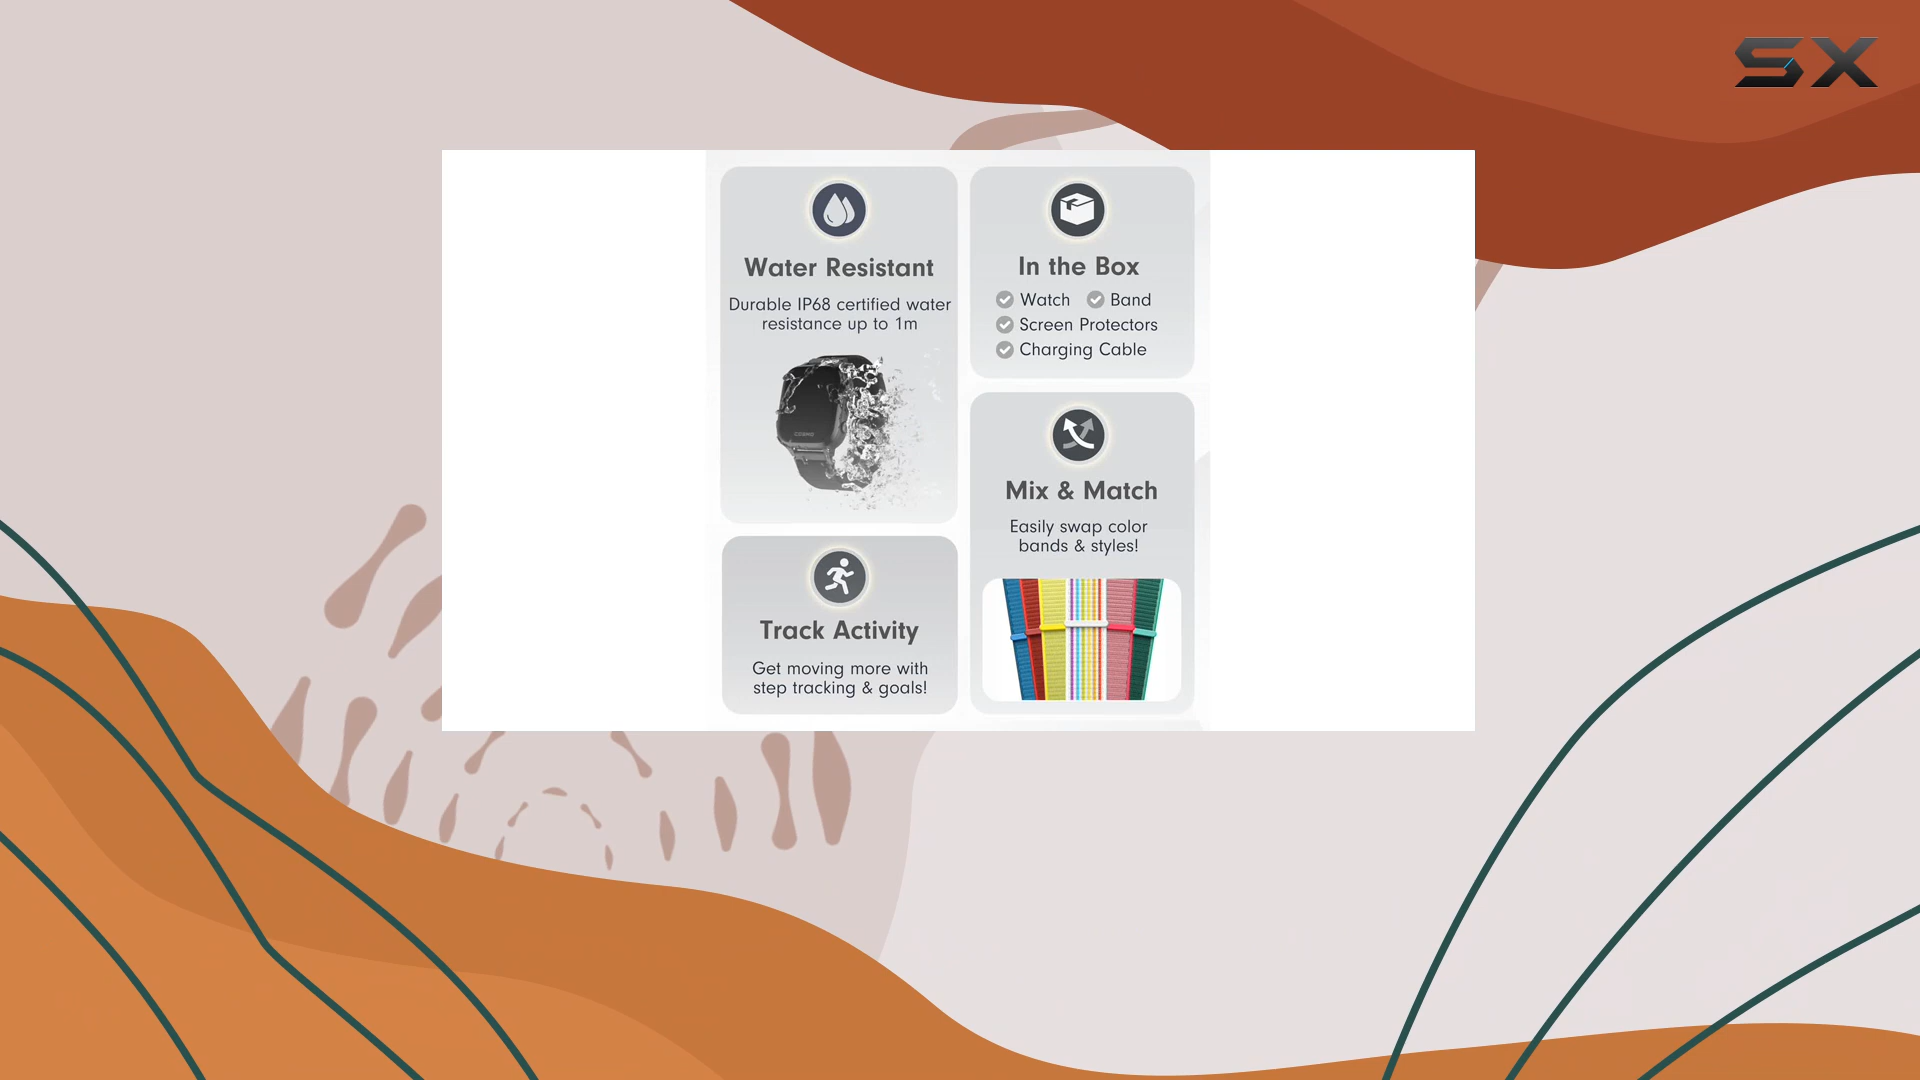 SX
Water Resistant
Durable IP68 certified water
resistance up to 1m
In the Box
Watch Band
Screen Protectors
Charging Cable
Mix & Match
Easily swap color
bands & styles!
Track Activity
Get moving more with
step tracking & goals!